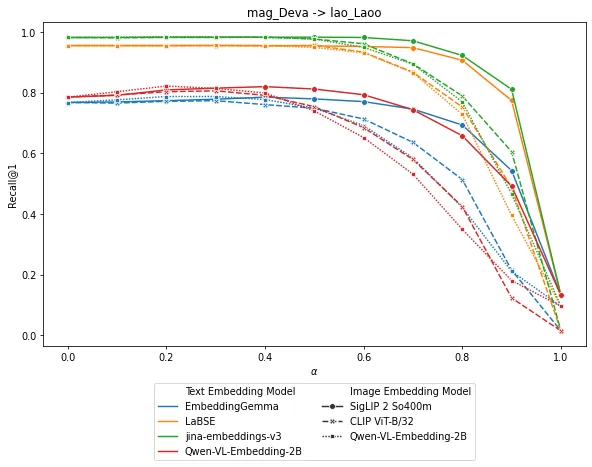 mag_Deva -> lao_Laoo
Recall@1
1.0
0.8
0.6
0.4
0.2
0.0
0.0 0.2 0.4 0.6 0.8 1.0
α
Text Embedding Model Image Embedding Model
EmbeddingGemma SigLIP 2 So400m
LaBSE CLIP ViT-B/32
jina-embeddings-v3 Qwen-VL-Embedding-2B
Qwen-VL-Embedding-2B